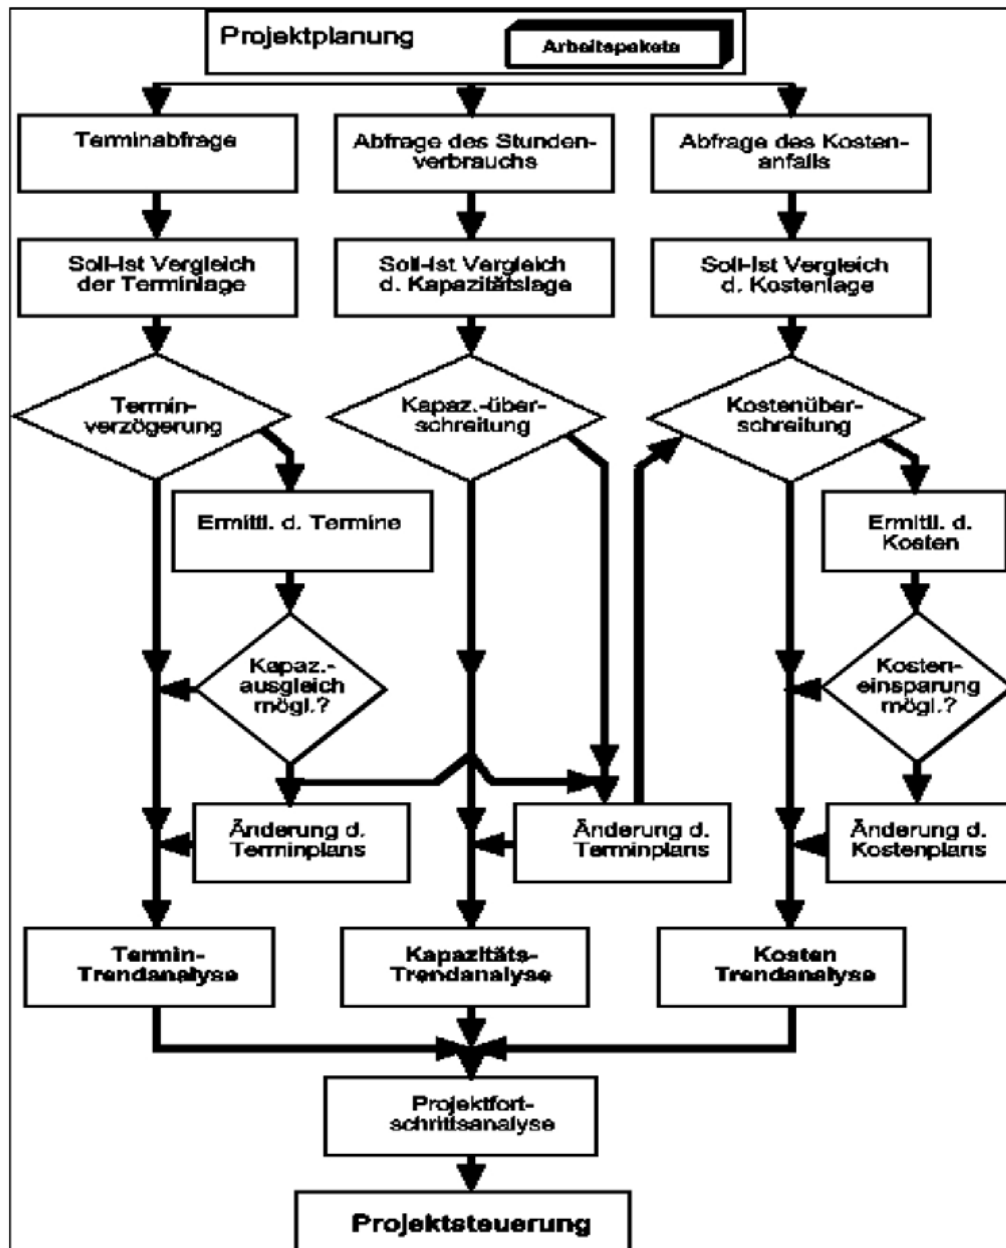 Projektplanung
Arbeitspakete
Terminabfrage
Abfrage des Stunden-
verbrauchs
Abfrage des Kosten-
anfalls
Soll-Ist Vergleich
der Terminlage
Soll-Ist Vergleich
d. Kapazitätslage
Soll-Ist Vergleich
d. Kostenlage
Termin-
verzögerung
Kapaz.-über-
schreitung
Kostenüber-
schreitung
Ermittl. d. Termine
Ermittl. d.
Kosten
Kapaz.-
ausgleich
mögl.?
Kosten-
einsparung
mögl.?
Änderung d.
Terminplans
Änderung d.
Terminplans
Änderung d.
Kostenplans
Termin-
Trendanalyse
Kapazitäts-
Trendanalyse
Kosten
Trendanalyse
Projektfort-
schrittsanalyse
Projektsteuerung